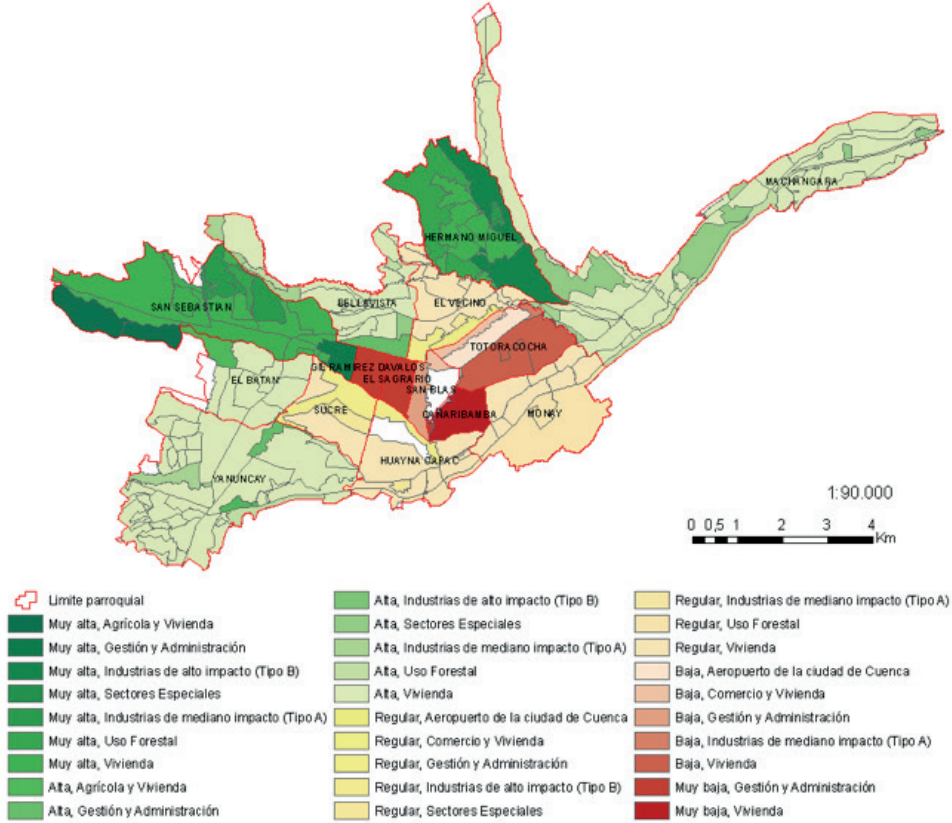 MACHANGARA
HERMANO MIGUEL
SAN SEBASTIAN
BELLAVISTA
EL VECINO
TOTORACOCHA
GIL RAMIREZ DAVALOS
EL SAGRARIO
EL BATAN
SAN BLAS
SUCRE
CAÑARIBAMBA
MONAY
HUAYNA CAPAC
YANUNCAY
1:90.000
0 0,5 1 2 3 4
Km
Limite parroquial
Muy alta, Agrícola y Vivienda
Muy alta, Gestión y Administración
Muy alta, Industrias de alto impacto (Tipo B)
Muy alta, Sectores Especiales
Muy alta, Industrias de mediano impacto (Tipo A)
Muy alta, Uso Forestal
Muy alta, Vivienda
Alta, Agrícola y Vivienda
Alta, Gestión y Administración
Alta, Industrias de alto impacto (Tipo B)
Alta, Sectores Especiales
Alta, Industrias de mediano impacto (Tipo A)
Alta, Uso Forestal
Alta, Vivienda
Regular, Aeropuerto de la ciudad de Cuenca
Regular, Comercio y Vivienda
Regular, Gestión y Administración
Regular, Industrias de alto impacto (Tipo B)
Regular, Sectores Especiales
Regular, Industrias de mediano impacto (Tipo A)
Regular, Uso Forestal
Regular, Vivienda
Baja, Aeropuerto de la ciudad de Cuenca
Baja, Comercio y Vivienda
Baja, Gestión y Administración
Baja, Industrias de mediano impacto (Tipo A)
Baja, Vivienda
Muy baja, Gestión y Administración
Muy baja, Vivienda